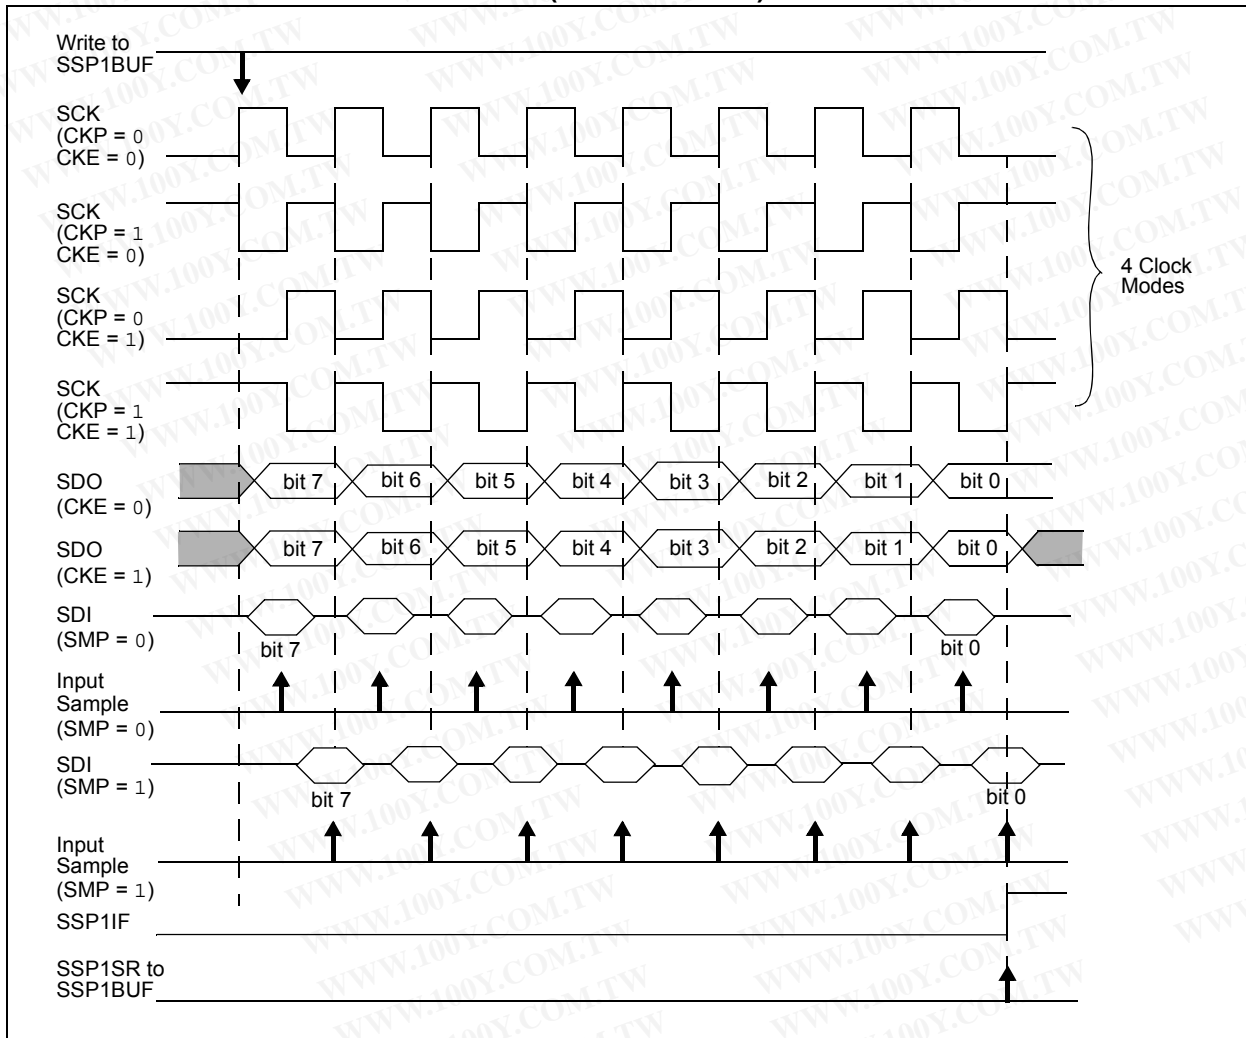 Write to
SSP1BUF
SCK
(CKP = 0
CKE = 0)
SCK
(CKP = 1
CKE = 0)
SCK
(CKP = 0
CKE = 1)
SCK
(CKP = 1
CKE = 1)
4 Clock
Modes
SDO
(CKE = 0)
bit 7 bit 6 bit 5 bit 4 bit 3 bit 2 bit 1 bit 0
SDO
(CKE = 1)
bit 7 bit 6 bit 5 bit 4 bit 3 bit 2 bit 1 bit 0
SDI
(SMP = 0)
bit 7 bit 0
Input
Sample
(SMP = 0)
SDI
(SMP = 1)
bit 7 bit 0
Input
Sample
(SMP = 1)
SSP1IF
SSP1SR to
SSP1BUF
WWW.100Y.COM.TW